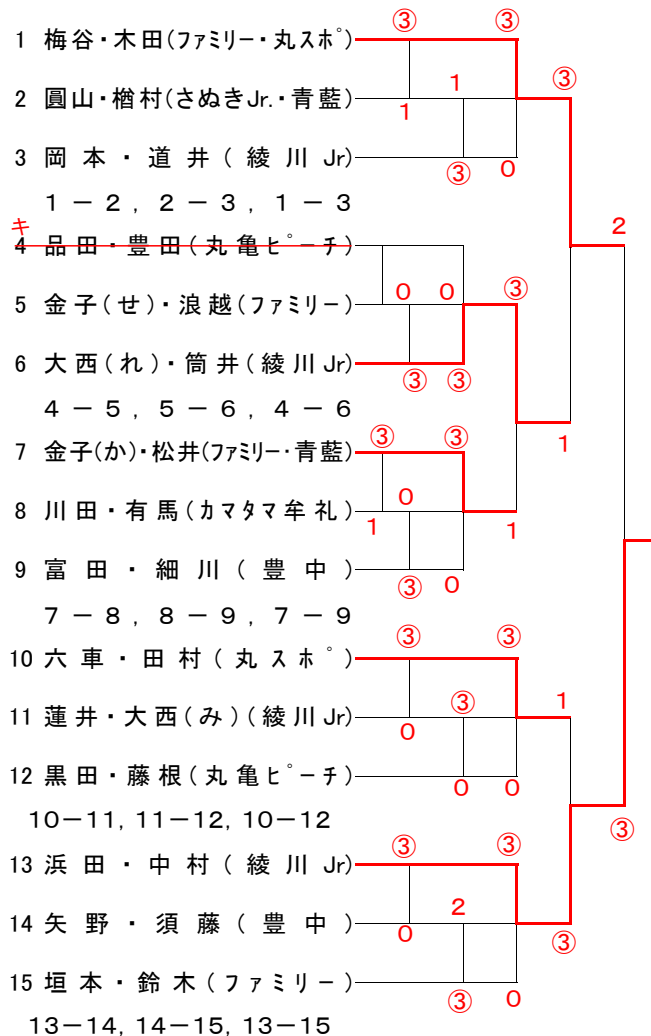 ③ ③
1 梅谷・木田(ファミリー・丸スポ)
③
1
2 圓山・楢村(さぬきJr.・青藍)
1
3 岡本・道井(綾川Jr)
③ 0
1-2, 2-3, 1-3
キ
2
4 品田・豊田(丸亀ピーチ)
0 0 ③
5 金子(せ)・浪越(ファミリー)
6 大西(れ)・筒井(綾川Jr)
③ ③
4-5, 5-6, 4-6
③ ③ 1
7 金子(か)・松井(ファミリー・青藍)
0
8 川田・有馬(カマタマ牟礼)
1 1
9 富田・細川(豊中)
③ 0
7-8, 8-9, 7-9
③ ③
10 六車・田村(丸スポ)
③ 1
11 蓮井・大西(み)(綾川Jr)
0
12 黒田・藤根(丸亀ピーチ)
0 0
10-11, 11-12, 10-12
③
③ ③
13 浜田・中村(綾川Jr)
2
14 矢野・須藤(豊中)
0 ③
15 垣本・鈴木(ファミリー)
③ 0
13-14, 14-15, 13-15